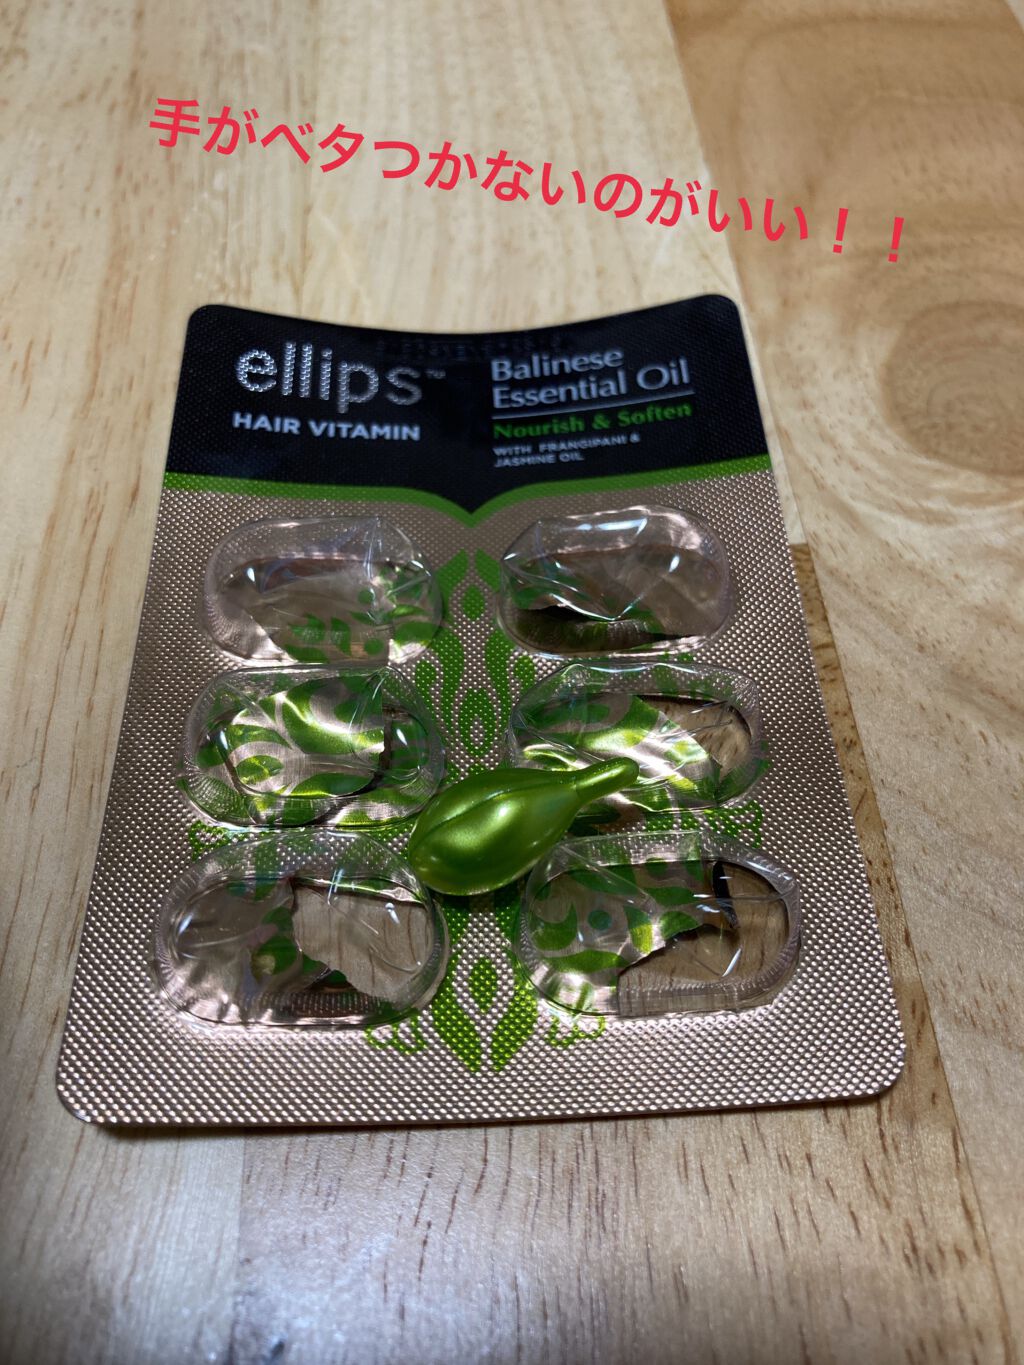 手がベタつかないのがいい！！
ellips™
HAIR VITAMIN
Balinese
Essential Oil
Nourish & Soften
WITH FRANGIPANI &
JASMINE OIL